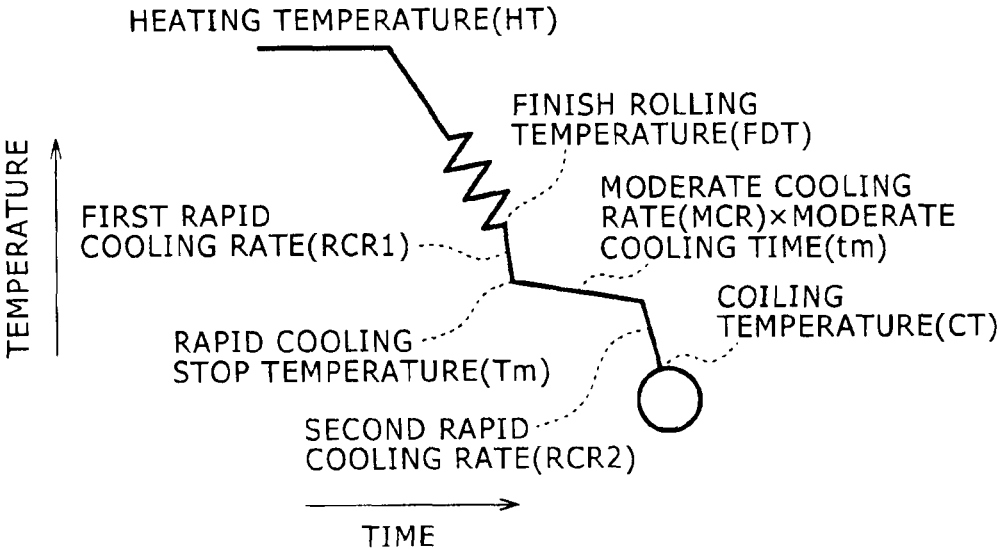 HEATING TEMPERATURE(HT)
FINISH ROLLING
TEMPERATURE(FDT)
MODERATE COOLING
RATE(MCR)×MODERATE
COOLING TIME(tm)
FIRST RAPID
COOLING RATE(RCR1)
COILING
TEMPERATURE(CT)
RAPID COOLING
STOP TEMPERATURE(Tm)
SECOND RAPID
COOLING RATE(RCR2)
TEMPERATURE
TIME